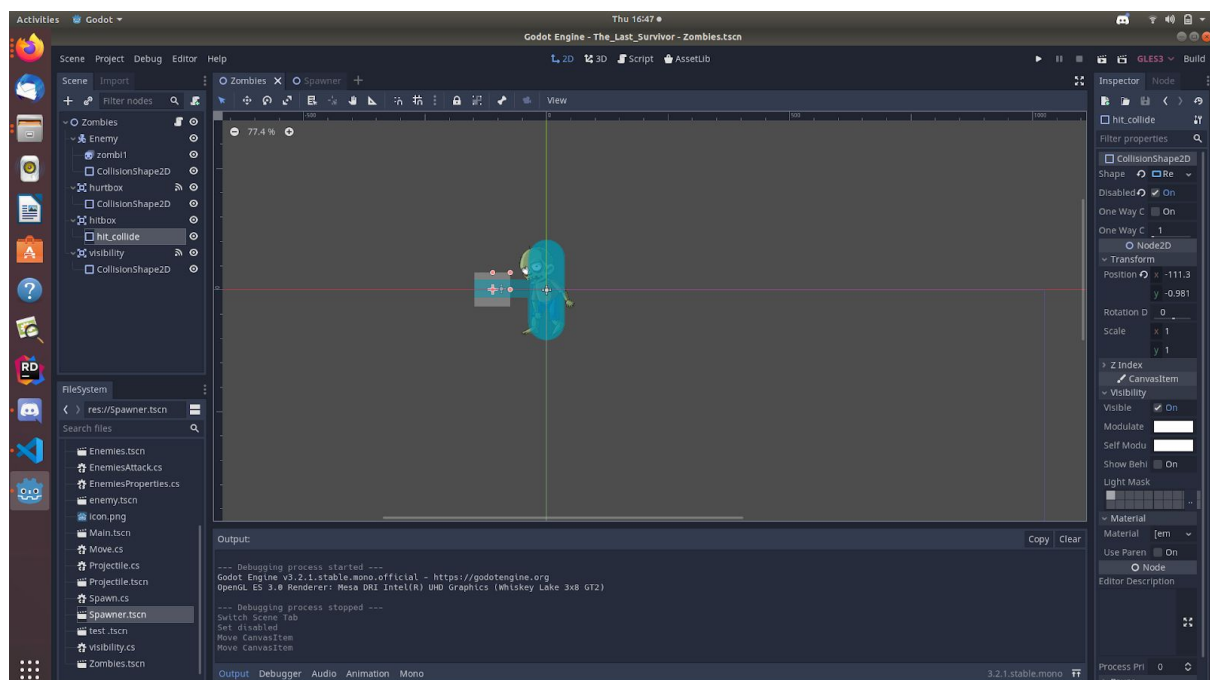 Activities Godot Thu 16:47
Godot Engine - The_Last_Survivor - Zombies.tscn
Scene Project Debug Editor Help 2D 3D Script AssetLib GLES3 Build
Scene Import
Filter nodes
Zombies
Enemy
zombi1
CollisionShape2D
hurtbox
CollisionShape2D
hitbox
hit_collide
visibility
CollisionShape2D
FileSystem
res://Spawner.tscn
Search files
Enemies.tscn
EnemiesAttack.cs
EnemiesProperties.cs
enemy.tscn
icon.png
Main.tscn
Move.cs
Projectile.cs
Projectile.tscn
Spawn.cs
Spawner.tscn
test .tscn
visibility.cs
Zombies.tscn
Zombies Spawner
View
-500 0 500 1000
77.4 %
Output: Copy Clear
--- Debugging process started ---
Godot Engine v3.2.1.stable.mono.official - https://godotengine.org
OpenGL ES 3.0 Renderer: Mesa DRI Intel(R) UHD Graphics (Whiskey Lake 3x8 GT2)
--- Debugging process stopped ---
Switch Scene Tab
Set disabled
Move CanvasItem
Move CanvasItem
Output Debugger Audio Animation Mono 3.2.1.stable.mono
Inspector Node
hit_collide
Filter properties
CollisionShape2D
Shape Re
Disabled On
One Way C On
One Way C 1
Node2D
Transform
Position x -111.3
y -0.981
Rotation D 0
Scale x 1
y 1
Z Index
CanvasItem
Visibility
Visible On
Modulate
Self Modu
Show Behi On
Light Mask
..
Material
Material [em
Use Paren On
Node
Editor Description
Process Pri 0
RD